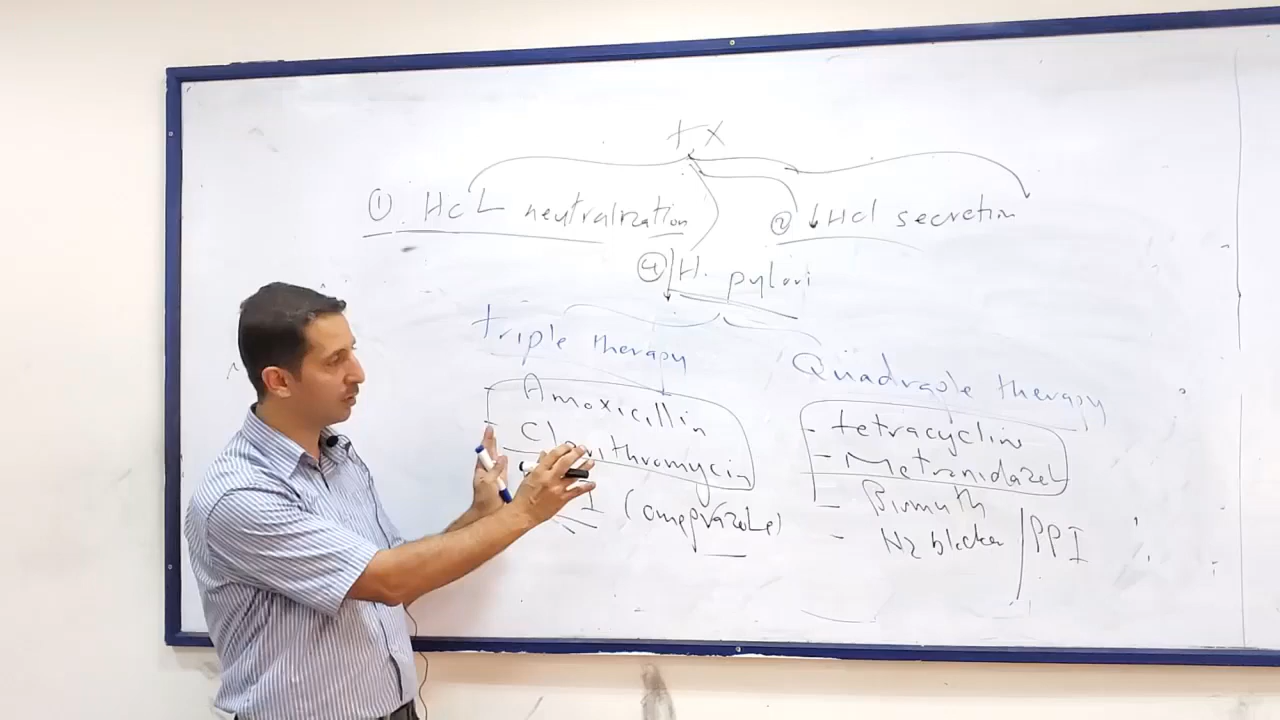 tx
① HCL neutralization
② ↓HCl secretion
④ ↓H. pylori
triple therapy
Quadrable therapy
- Amoxicillin
- tetracyclin
- Metranidazel
(omeprazole)
- Bismuth
- H2 blocker / PPI